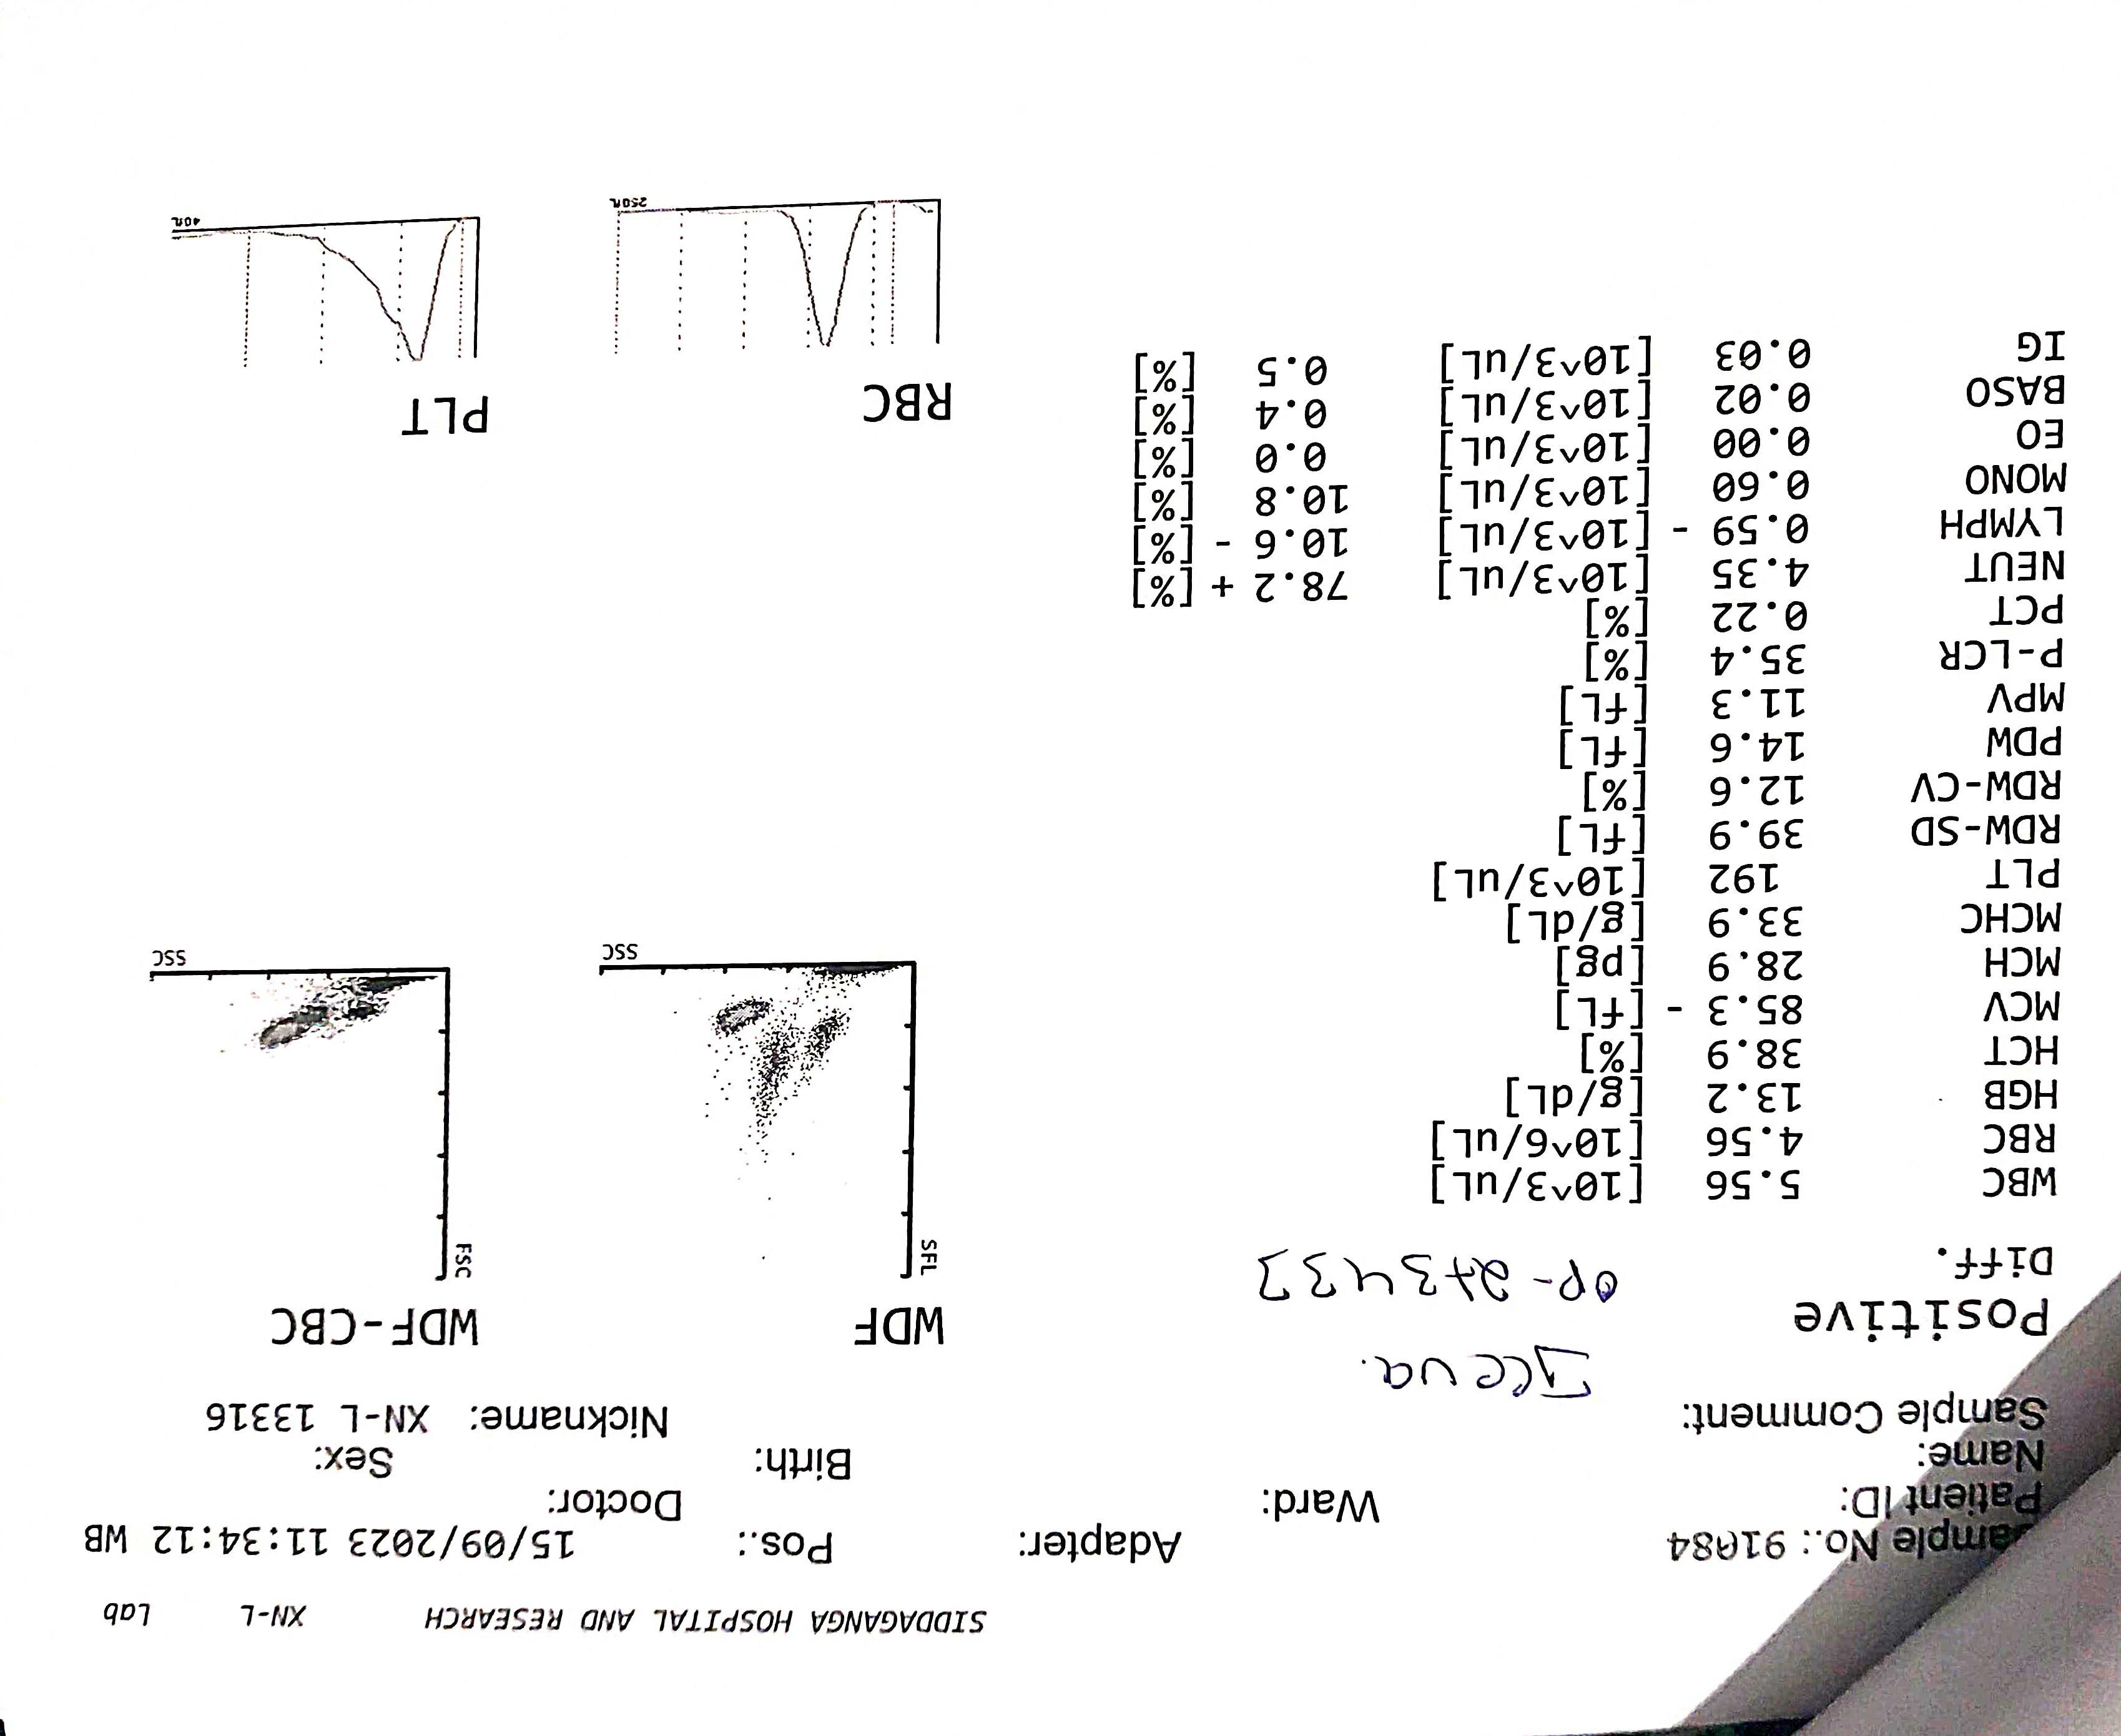 SIDDAGANGA HOSPITAL AND RESEARCH XN-L Lab
ample No.: 91084 Adapter: Pos.: 15/09/2023 11:34:12 WB
Patient ID: Ward: Doctor:
Name: Birth: Sex:
Sample Comment: Nickname: XN-L 13316
Jeeva.
Positive
OP-273433
Diff.
WDF WDF-CBC
SFL FSC
SSC SSC
WBC 5.56 [10^3/uL]
RBC 4.56 [10^6/uL]
HGB 13.2 [g/dL]
HCT 38.9 [%]
MCV 85.3 - [fL]
MCH 28.9 [pg]
MCHC 33.9 [g/dL]
PLT 192 [10^3/uL]
RDW-SD 39.9 [fL]
RDW-CV 12.6 [%]
PDW 14.6 [fL]
MPV 11.3 [fL]
P-LCR 35.4 [%]
PCT 0.22 [%]
NEUT 4.35 [10^3/uL] 78.2 + [%]
LYMPH 0.59 - [10^3/uL] 10.6 - [%]
MONO 0.60 [10^3/uL] 10.8 [%]
EO 0.00 [10^3/uL] 0.0 [%]
BASO 0.02 [10^3/uL] 0.4 [%]
IG 0.03 [10^3/uL] 0.5 [%]
RBC PLT
250fL 40fL